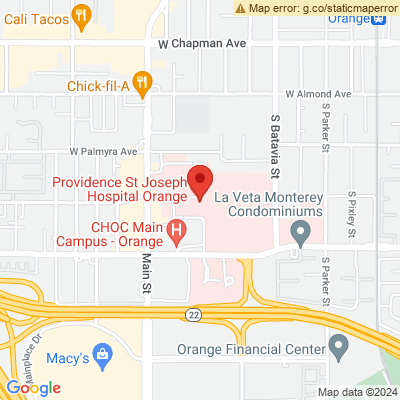 Map error: g.co/staticmaperror
Cali Tacos
Orange
W Chapman Ave
Chick-fil-A
W Almond Ave
S Batavia St
S Parker St
W Palmyra Ave
Providence St Joseph
Hospital Orange
La Veta Monterey
Condominiums
S Pixley St
CHOC Main
Campus - Orange
H
Main St
S Parker St
22
Mainplace Dr
Macy's
Orange Financial Center
Google
Map data ©2024